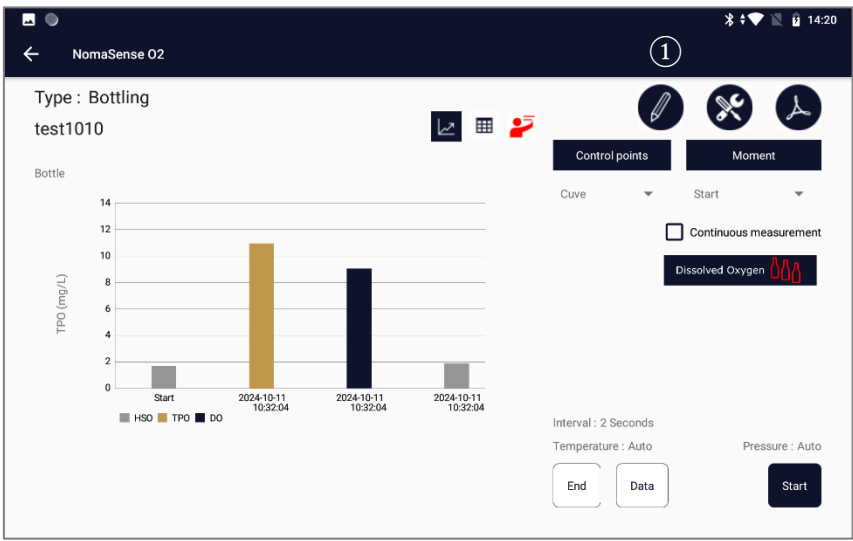 14:20
NomaSense O2
①
Type : Bottling
test1010
Control points
Moment
Bottle
Cuve
Start
Continuous measurement
Dissolved Oxygen
TPO (mg/L)
14
12
10
8
6
4
2
0
Start
2024-10-11
10:32:04
2024-10-11
10:32:04
2024-10-11
10:32:04
HSO TPO DO
Interval : 2 Seconds
Temperature : Auto
Pressure : Auto
End
Data
Start